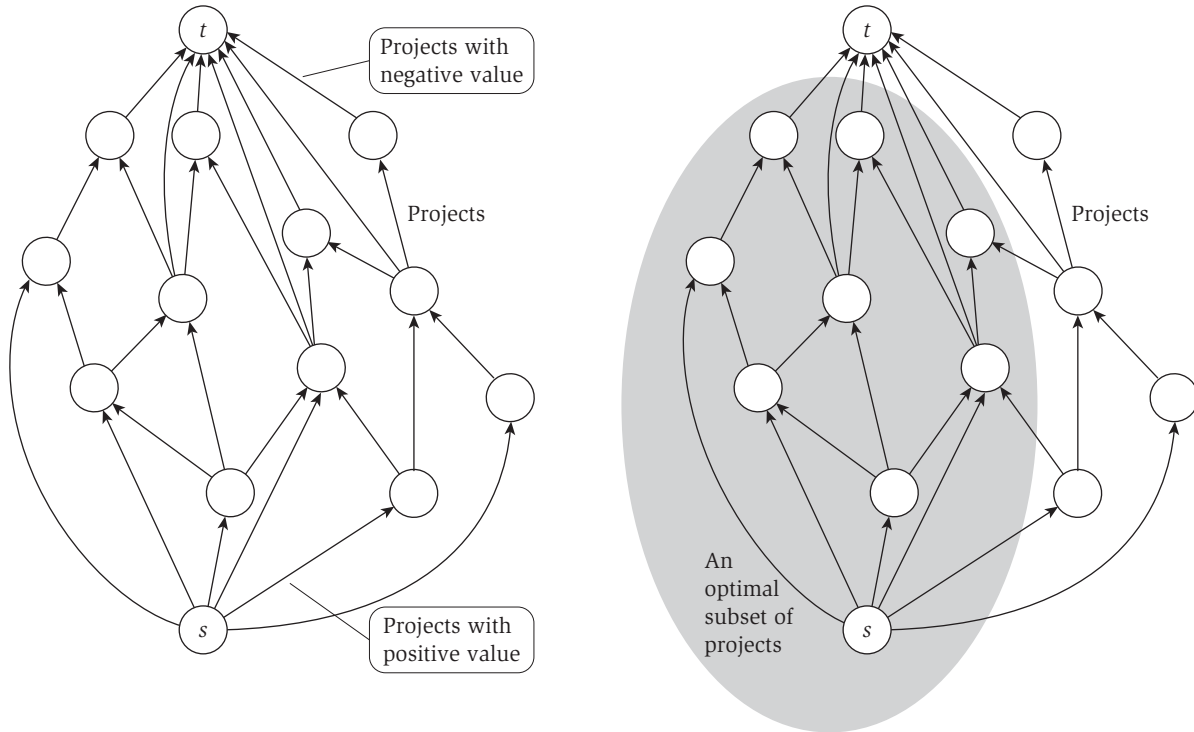 t
Projects with
negative value
Projects
Projects with
positive value
s
t
Projects
An
optimal
subset of
projects
s